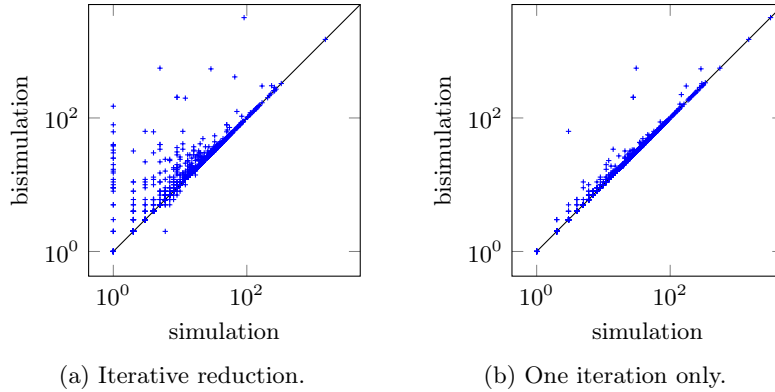 10^2
10^0
bisimulation
10^0
10^2
simulation
(a) Iterative reduction.
10^2
10^0
bisimulation
10^0
10^2
simulation
(b) One iteration only.